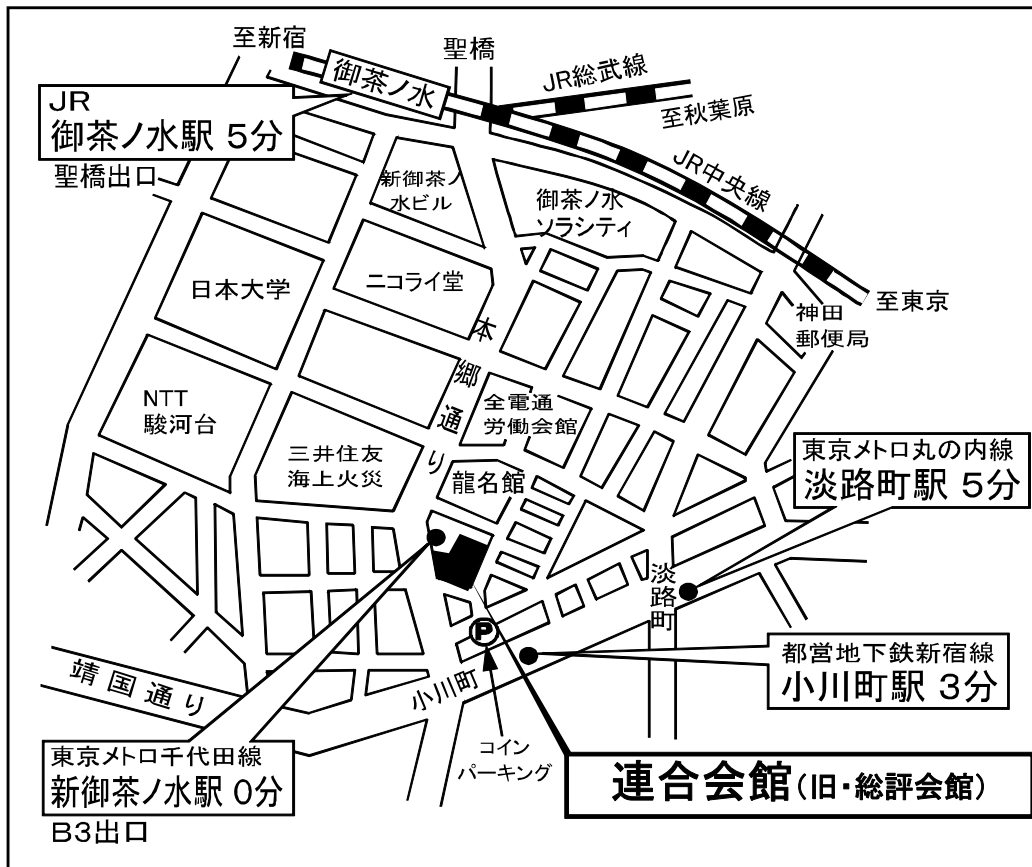 至新宿
聖橋
御茶ノ水
JR総武線
至秋葉原
JR
御茶ノ水駅 5分
聖橋出口
JR中央線
新御茶ノ
水ビル
御茶ノ水
ソラシティ
日本大学
ニコライ堂
至東京
神田
郵便局
本郷通り
NTT
駿河台
全電通
労働会館
三井住友
海上火災
龍名館
東京メトロ丸の内線
淡路町駅 5分
淡路町
P
都営地下鉄新宿線
小川町駅 3分
靖国通り
小川町
コイン
パーキング
東京メトロ千代田線
新御茶ノ水駅 0分
B3出口
連合会館(旧・総評会館)